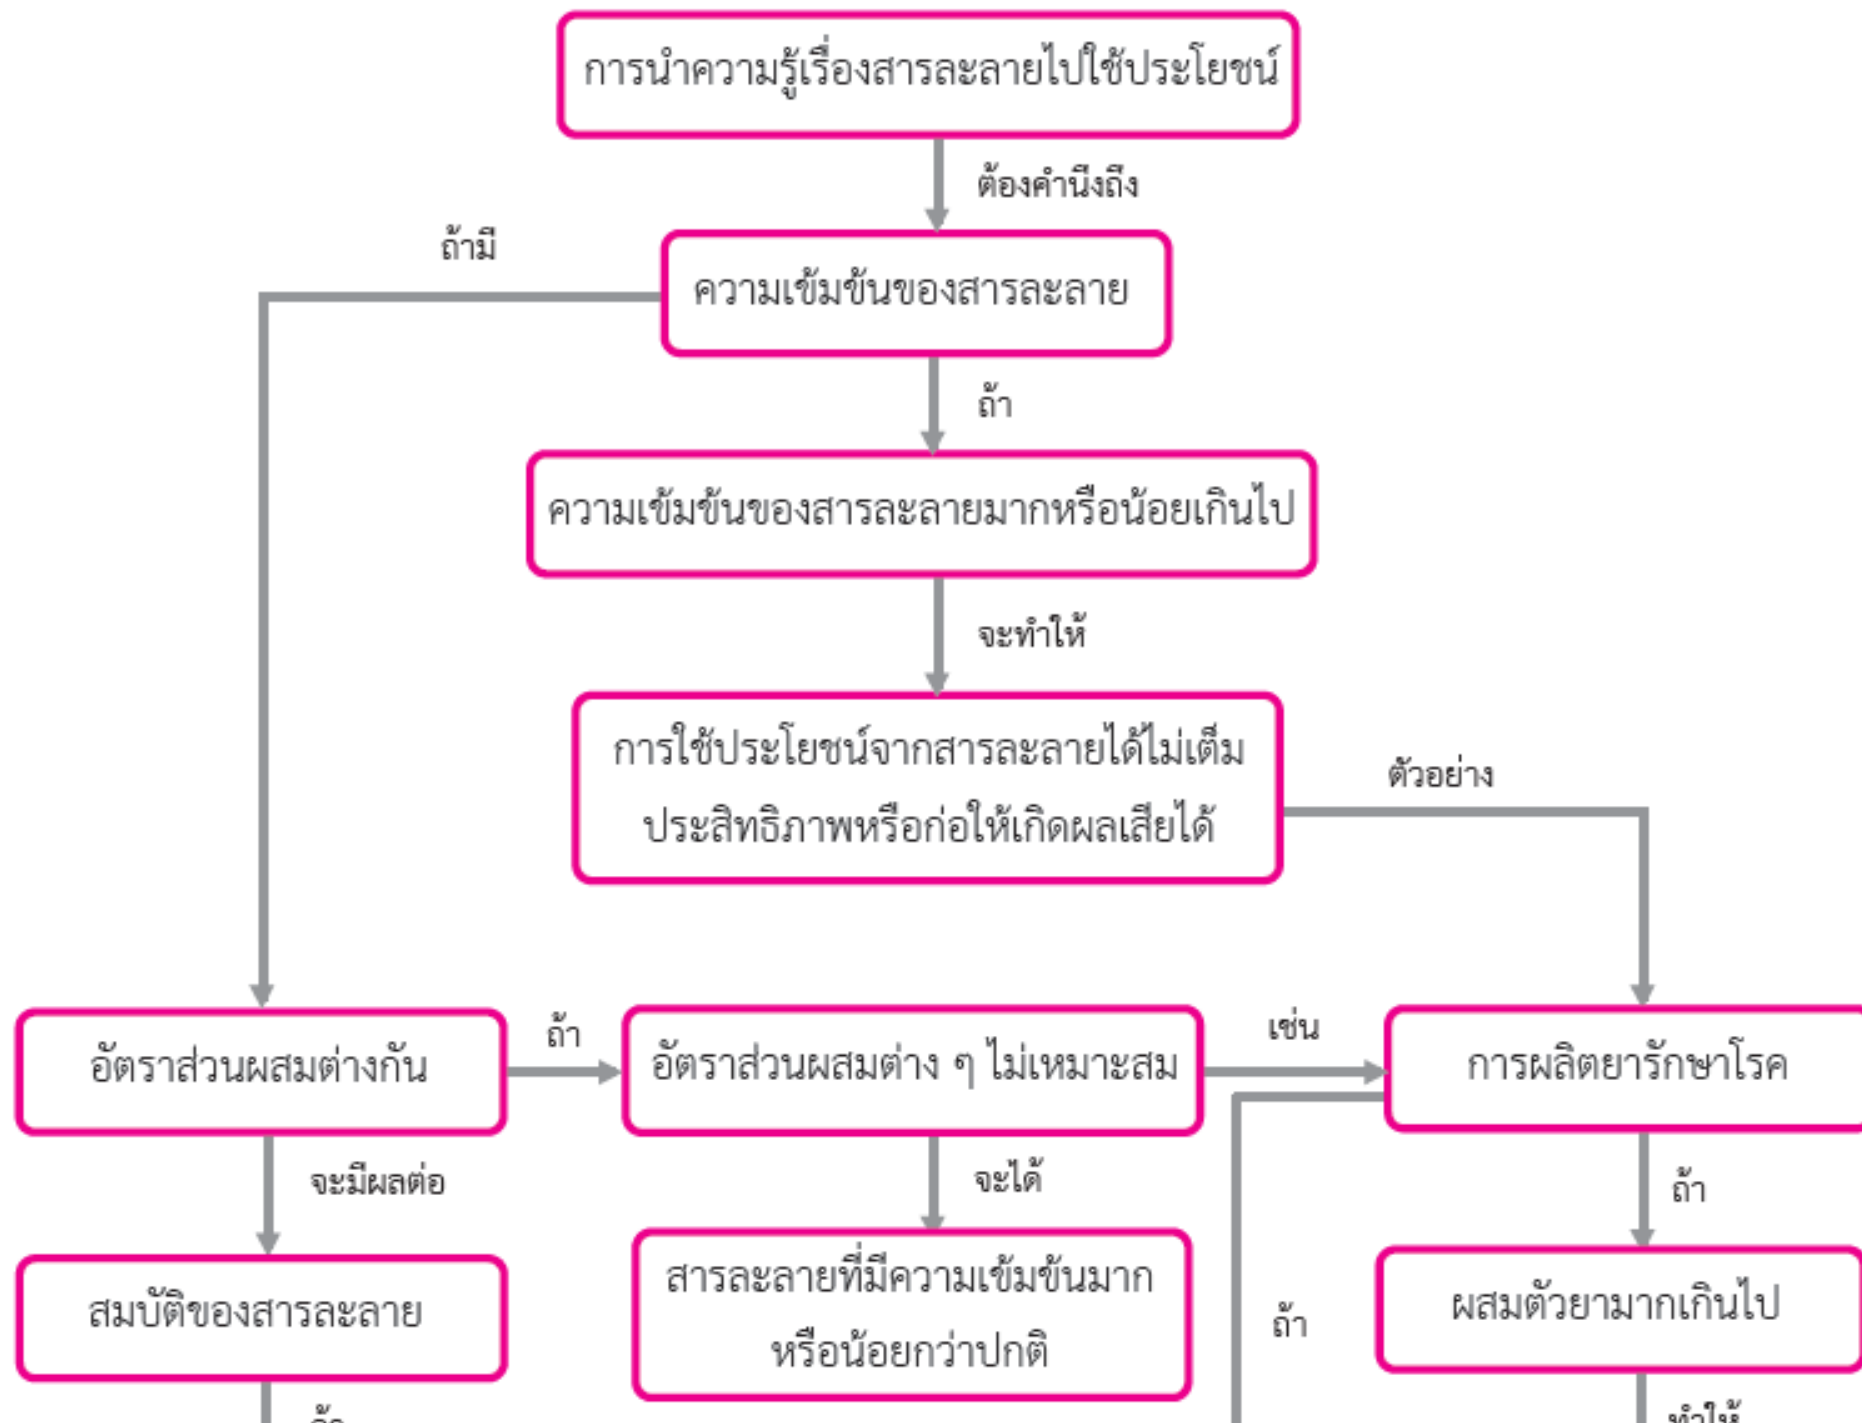 การนำความรู้เรื่องสารละลายไปใช้ประโยชน์
ต้องคำนึงถึง
ถ้ามี
ความเข้มข้นของสารละลาย
ถ้า
ความเข้มข้นของสารละลายมากหรือน้อยเกินไป
จะทำให้
การใช้ประโยชน์จากสารละลายได้ไม่เต็ม
ประสิทธิภาพหรือก่อให้เกิดผลเสียได้
ตัวอย่าง
อัตราส่วนผสมต่างกัน
ถ้า
อัตราส่วนผสมต่าง ๆ ไม่เหมาะสม
เช่น
การผลิตยารักษาโรค
จะมีผลต่อ
จะได้
ถ้า
สมบัติของสารละลาย
สารละลายที่มีความเข้มข้นมาก
หรือน้อยกว่าปกติ
ถ้า
ผสมตัวยามากเกินไป
ถ้า
ทำให้